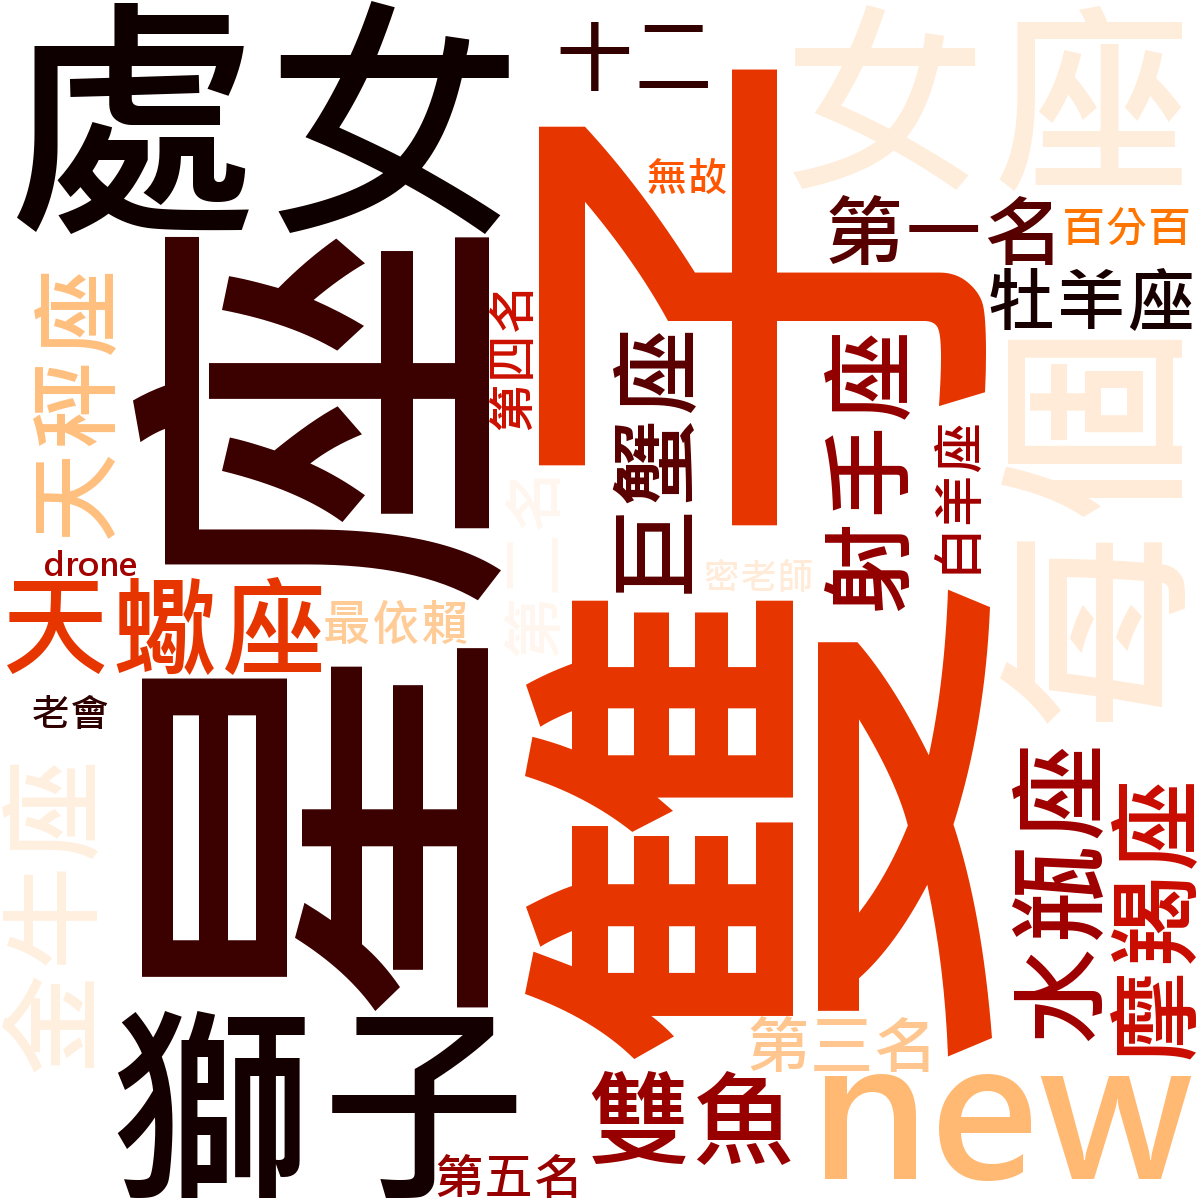 處女
十二
女座
無故
第一名
百分百
牡羊座
星座
雙子
天秤座
第四名
巨蟹座
射手座
白羊座
每個
第二名
drone
密老師
天蠍座
最依賴
老會
金牛座
水瓶座
摩羯座
獅子
第三名
雙魚
new
第五名